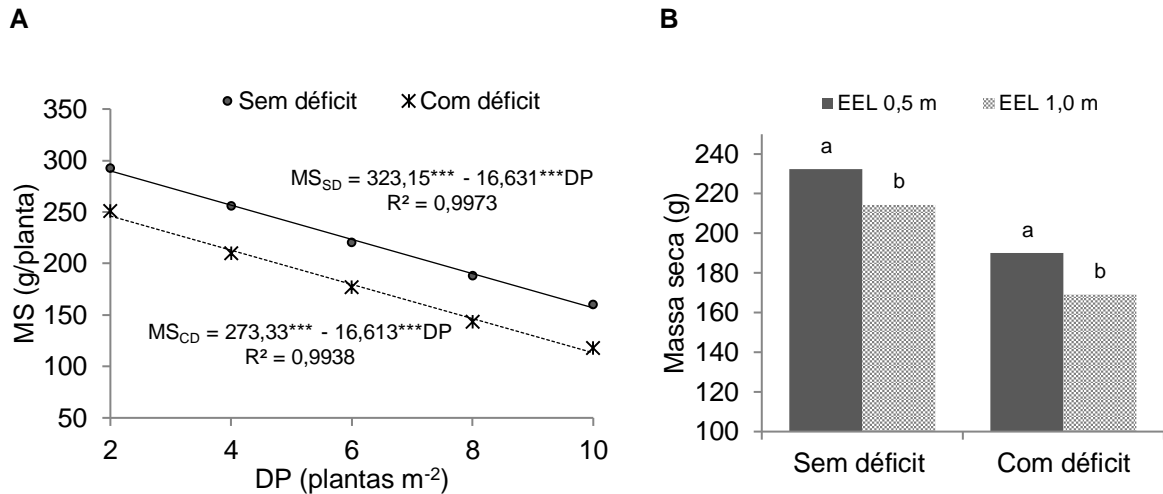 A
B
Sem déficit Com déficit
350
300
250
200
150
100
50
MS (g/planta)
MS_SD = 323,15*** - 16,631***DP
R² = 0,9973
MS_CD = 273,33*** - 16,613***DP
R² = 0,9938
2 4 6 8 10
DP (plantas m⁻²)
EEL 0,5 m EEL 1,0 m
240
220
200
180
160
140
120
100
Massa seca (g)
a
b
a
b
Sem déficit Com déficit